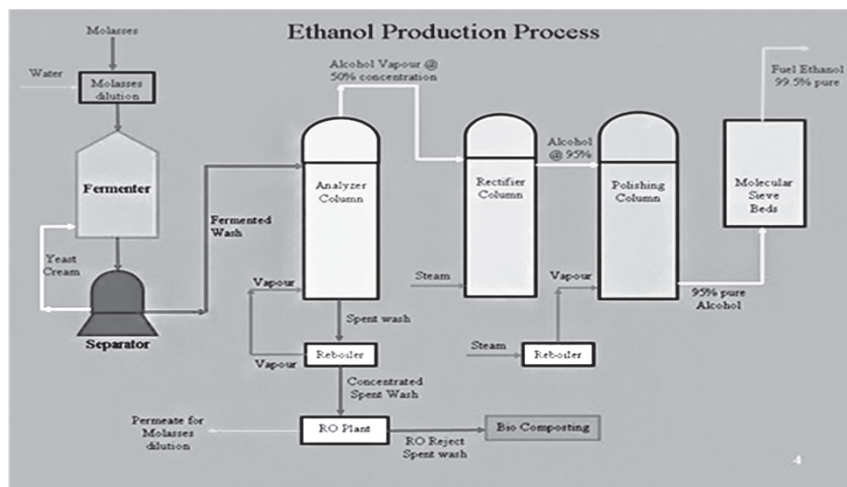 Ethanol Production Process
Molasses
Water
Molasses
dilution
Fermenter
Yeast
Cream
Separator
Fermented
Wash
Alcohol Vapour @
50% concentration
Analyzer
Column
Vapour
Spent wash
Vapour
Reboiler
Concentrated
Spent Wash
RO Plant
Permeate for
Molasses
dilution
RO Reject
Spent wash
Bio Composting
Rectifier
Column
Steam
Alcohol
@ 95%
Polishing
Column
Vapour
Steam
Reboiler
95% pure
Alcohol
Molecular
Sieve
Beds
Fuel Ethanol
99.5% pure
4